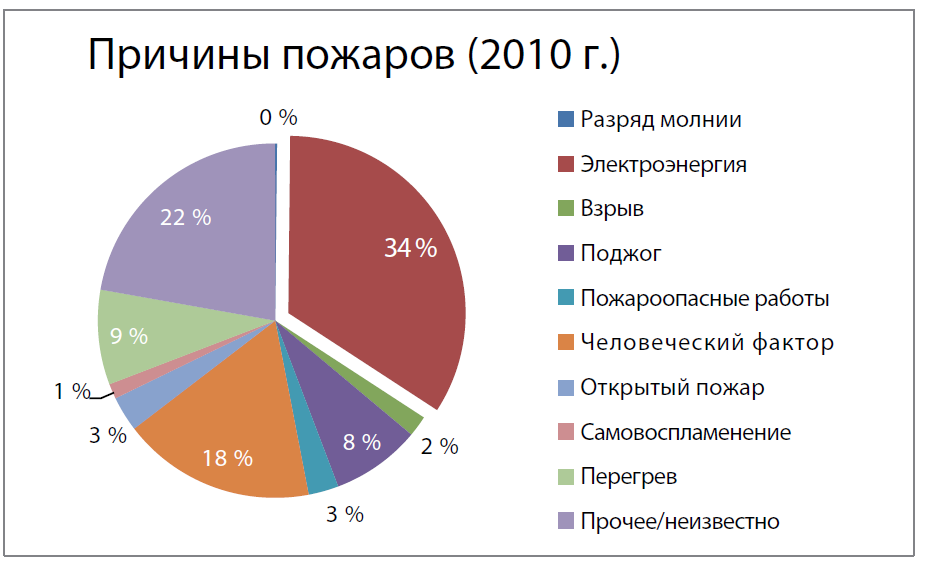 Причины пожаров (2010 г.)
0 %
34 %
2 %
8 %
3 %
18 %
3 %
1 %
9 %
22 %
Разряд молнии
Электроэнергия
Взрыв
Поджог
Пожароопасные работы
Человеческий фактор
Открытый пожар
Самовоспламенение
Перегрев
Прочее/неизвестно